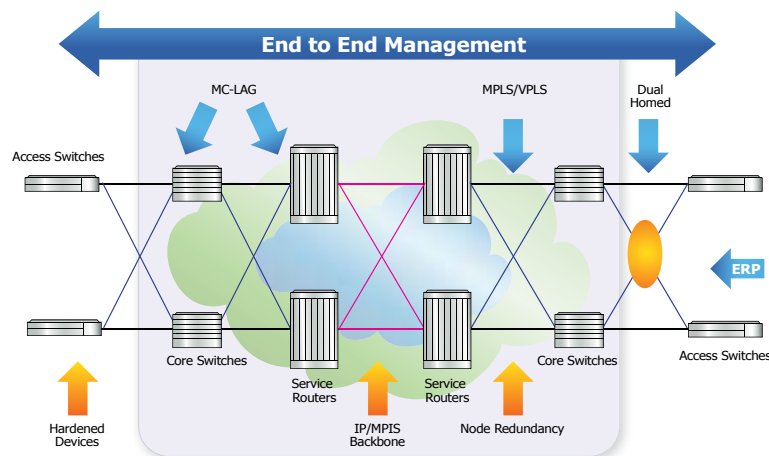 End to End Management
MC-LAG
MPLS/VPLS
Dual
Homed
Access Switches
ERP
Core Switches
Service
Routers
Service
Routers
Core Switches
Access Switches
Hardened
Devices
IP/MPIS
Backbone
Node Redundancy